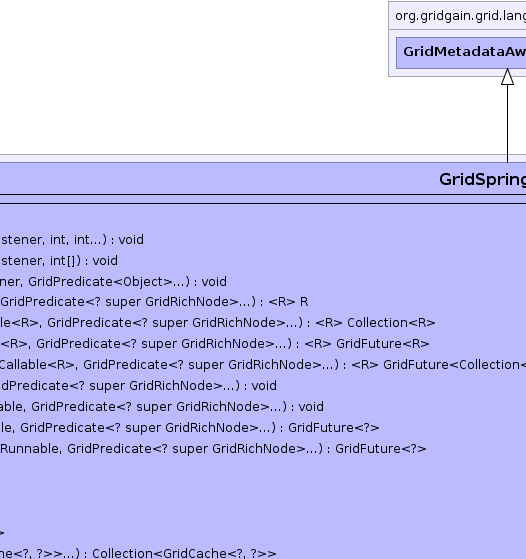 org.gridgain.grid.lang
GridMetadataAw
GridSpring
stener, int, int...) : void
stener, int[]) : void
ner, GridPredicate<Object>...) : void
GridPredicate<? super GridRichNode>...) : <R> R
le<R>, GridPredicate<? super GridRichNode>...) : <R> Collection<R>
<R>, GridPredicate<? super GridRichNode>...) : <R> GridFuture<R>
Callable<R>, GridPredicate<? super GridRichNode>...) : <R> GridFuture<Collection<
dPredicate<? super GridRichNode>...) : void
able, GridPredicate<? super GridRichNode>...) : void
le, GridPredicate<? super GridRichNode>...) : GridFuture<?>
Runnable, GridPredicate<? super GridRichNode>...) : GridFuture<?>
>
he<?, ?>>...) : Collection<GridCache<?, ?>>